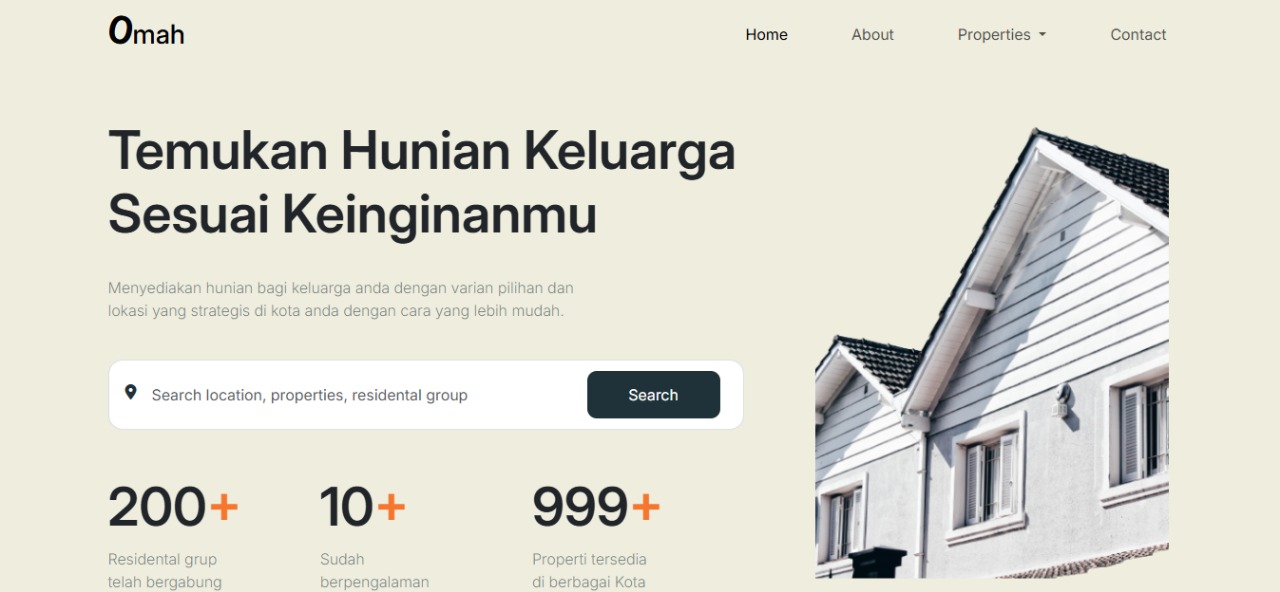 Omah
Home
About
Properties
Contact
Temukan Hunian Keluarga
Sesuai Keinginanmu
Menyediakan hunian bagi keluarga anda dengan varian pilihan dan
lokasi yang strategis di kota anda dengan cara yang lebih mudah.
Search location, properties, residental group
Search
200+
Residental grup
telah bergabung
10+
Sudah
berpengalaman
999+
Properti tersedia
di berbagai Kota